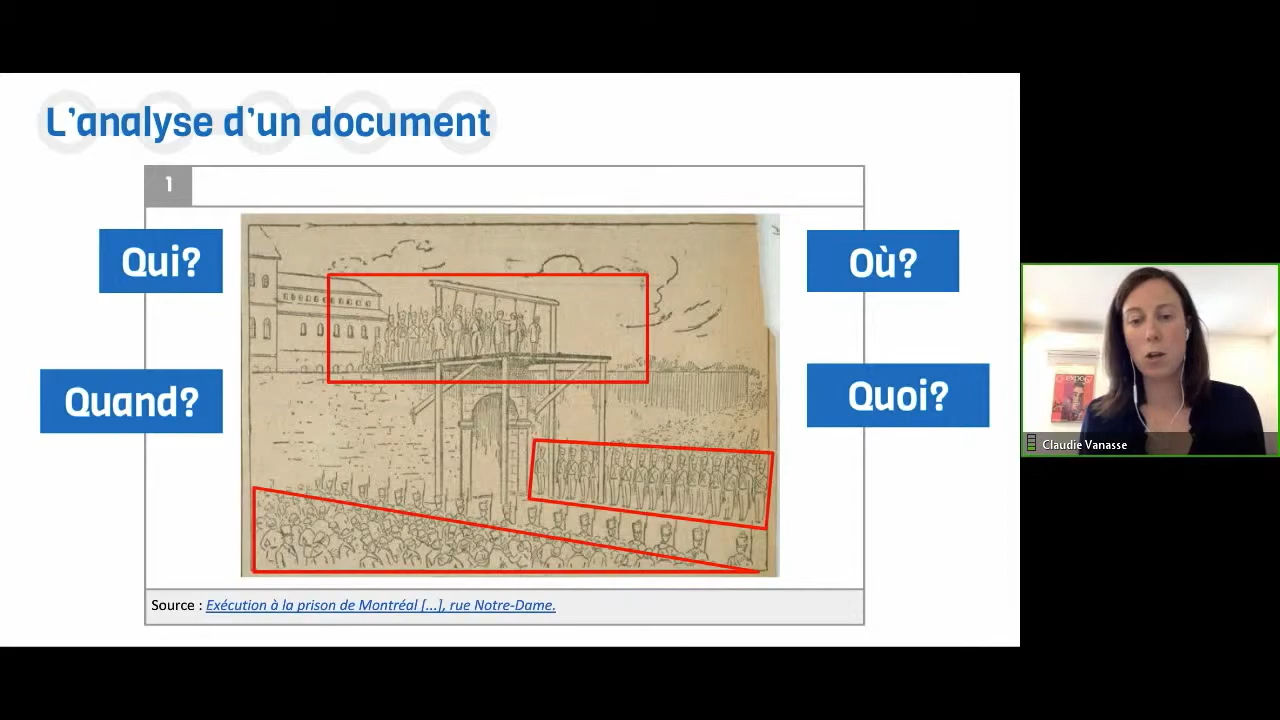 L'analyse d'un document
1
Qui?
Où?
Quand?
Quoi?
Source : Exécution à la prison de Montréal [...], rue Notre-Dame.
Claudie Vanasse